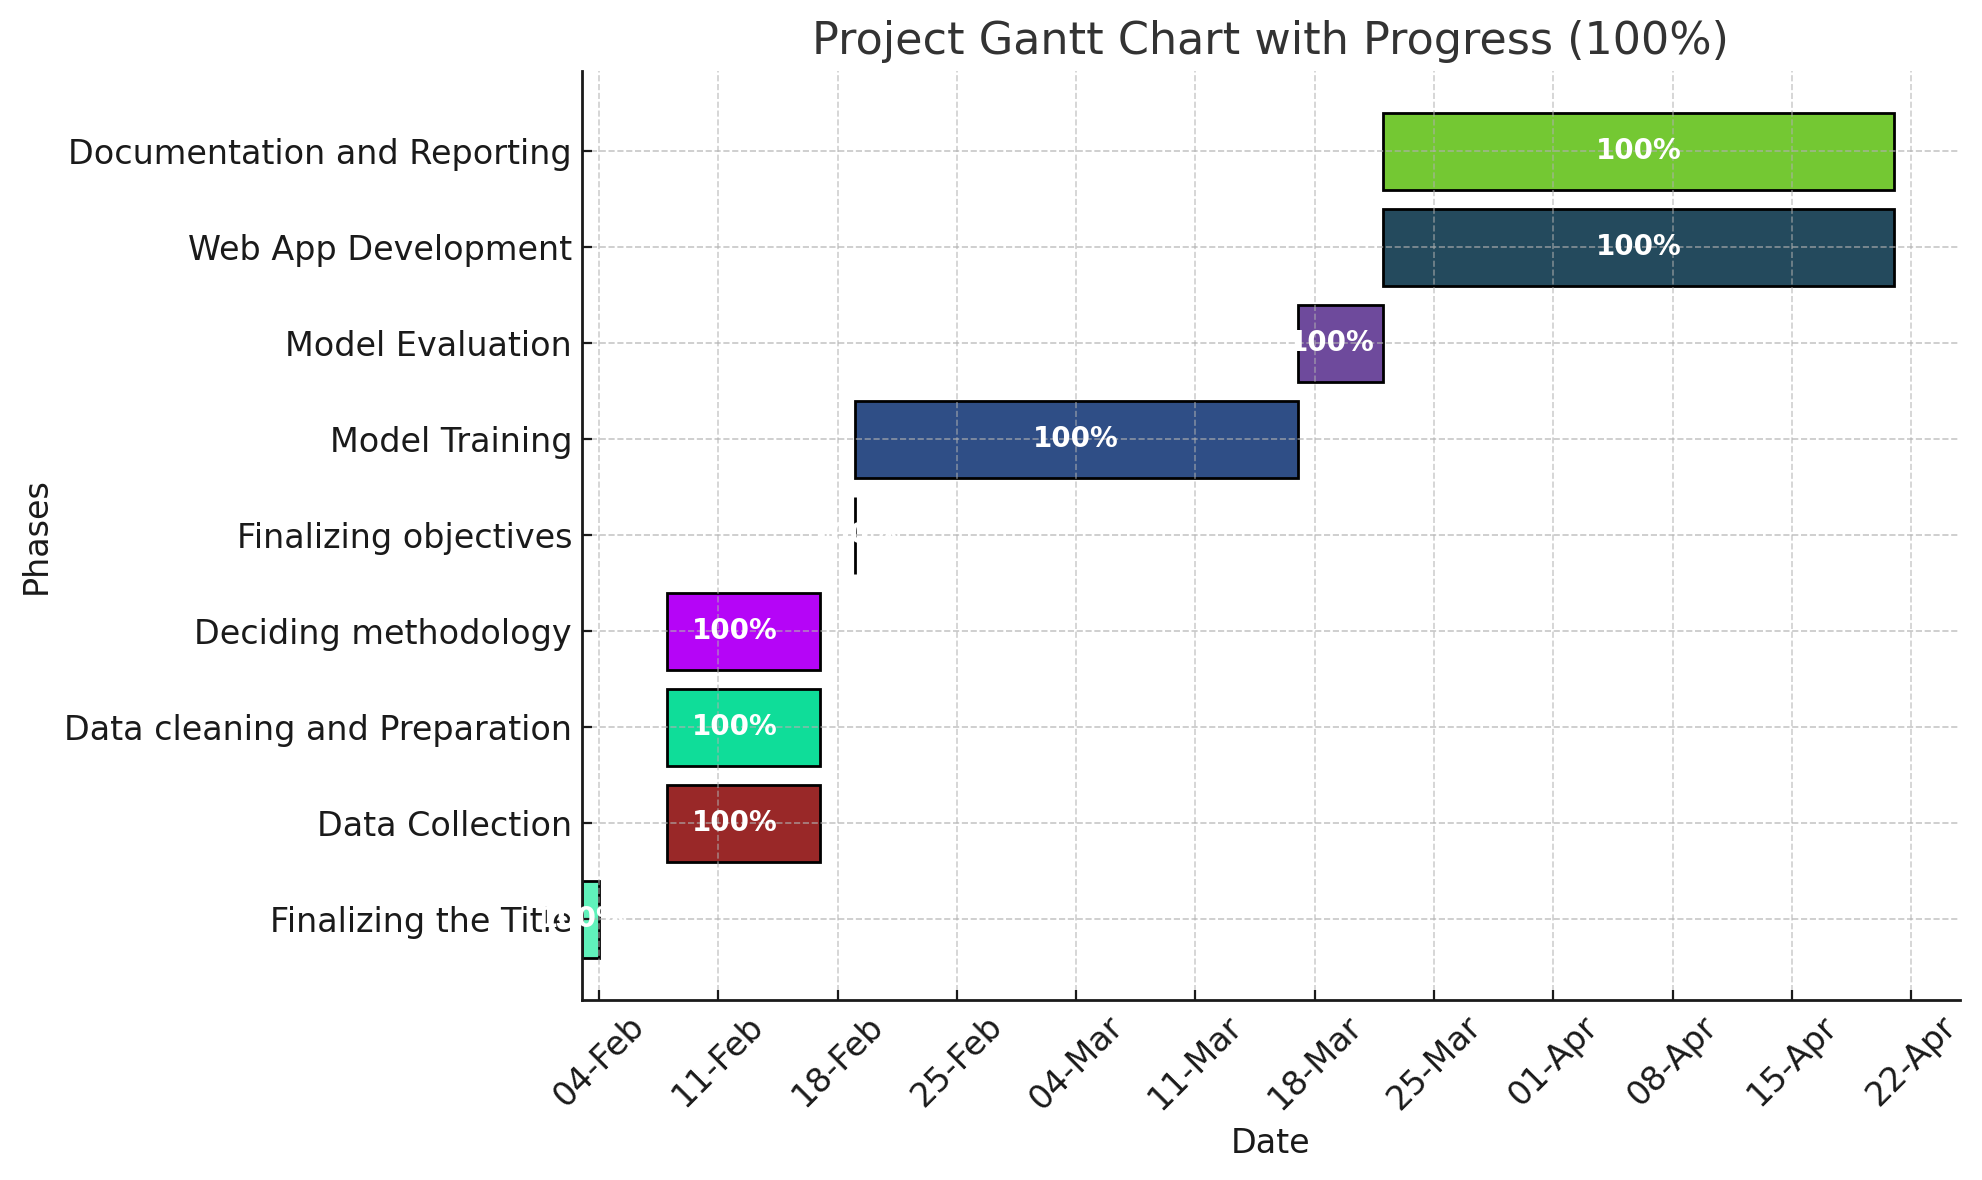 Project Gantt Chart with Progress (100%)
Documentation and Reporting
100%
Web App Development
100%
Model Evaluation
100%
Model Training
100%
Finalizing objectives
Deciding methodology
100%
Data cleaning and Preparation
100%
Data Collection
100%
Finalizing the Title
Phases
04-Feb
11-Feb
18-Feb
25-Feb
04-Mar
11-Mar
18-Mar
25-Mar
01-Apr
08-Apr
15-Apr
22-Apr
Date